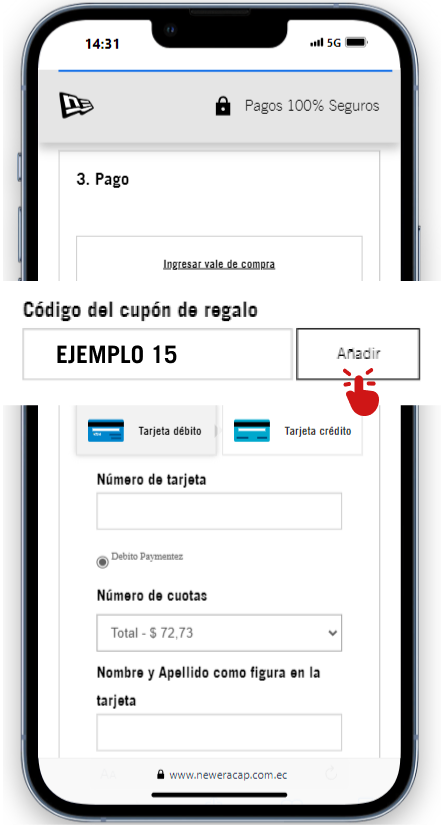 14:31
5G
Pagos 100% Seguros
3. Pago
Ingresar vale de compra
Código del cupón de regalo
EJEMPLO 15
Añadir
Tarjeta débito
Tarjeta crédito
Número de tarjeta
Debito Paymentez
Número de cuotas
Total - $ 72,73
Nombre y Apellido como figura en la
tarjeta
AA
www.neweracap.com.ec